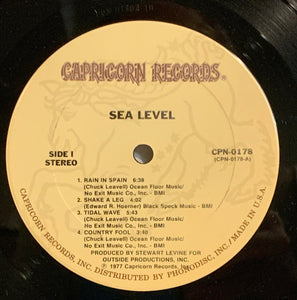 CAPRICORN RECORDS®
SEA LEVEL
SIDE I
STEREO
CPN-0178
(CPN-0178-A)
1. RAIN IN SPAIN 6:38
(Chuck Leavell) Ocean Floor Music/
No Exit Music Co., Inc. - BMI
2. SHAKE A LEG 4:02
(Edward R. Hoerner) Black Speck Music - BMI
3. TIDAL WAVE 5:43
(Chuck Leavell) Ocean Floor Music/
No Exit Music Co., Inc. - BMI
4. COUNTRY FOOL 3:40
(Chuck Leavell) Ocean Floor Music/
No Exit Music Co., Inc. - BMI
PRODUCED BY STEWART LEVINE FOR
OUTSIDE PRODUCTIONS, INC.
℗ 1977 Capricorn Records, Inc.
CAPRICORN RECORDS, INC. DISTRIBUTED BY PHONODISC, INC./MADE IN U.S.A.